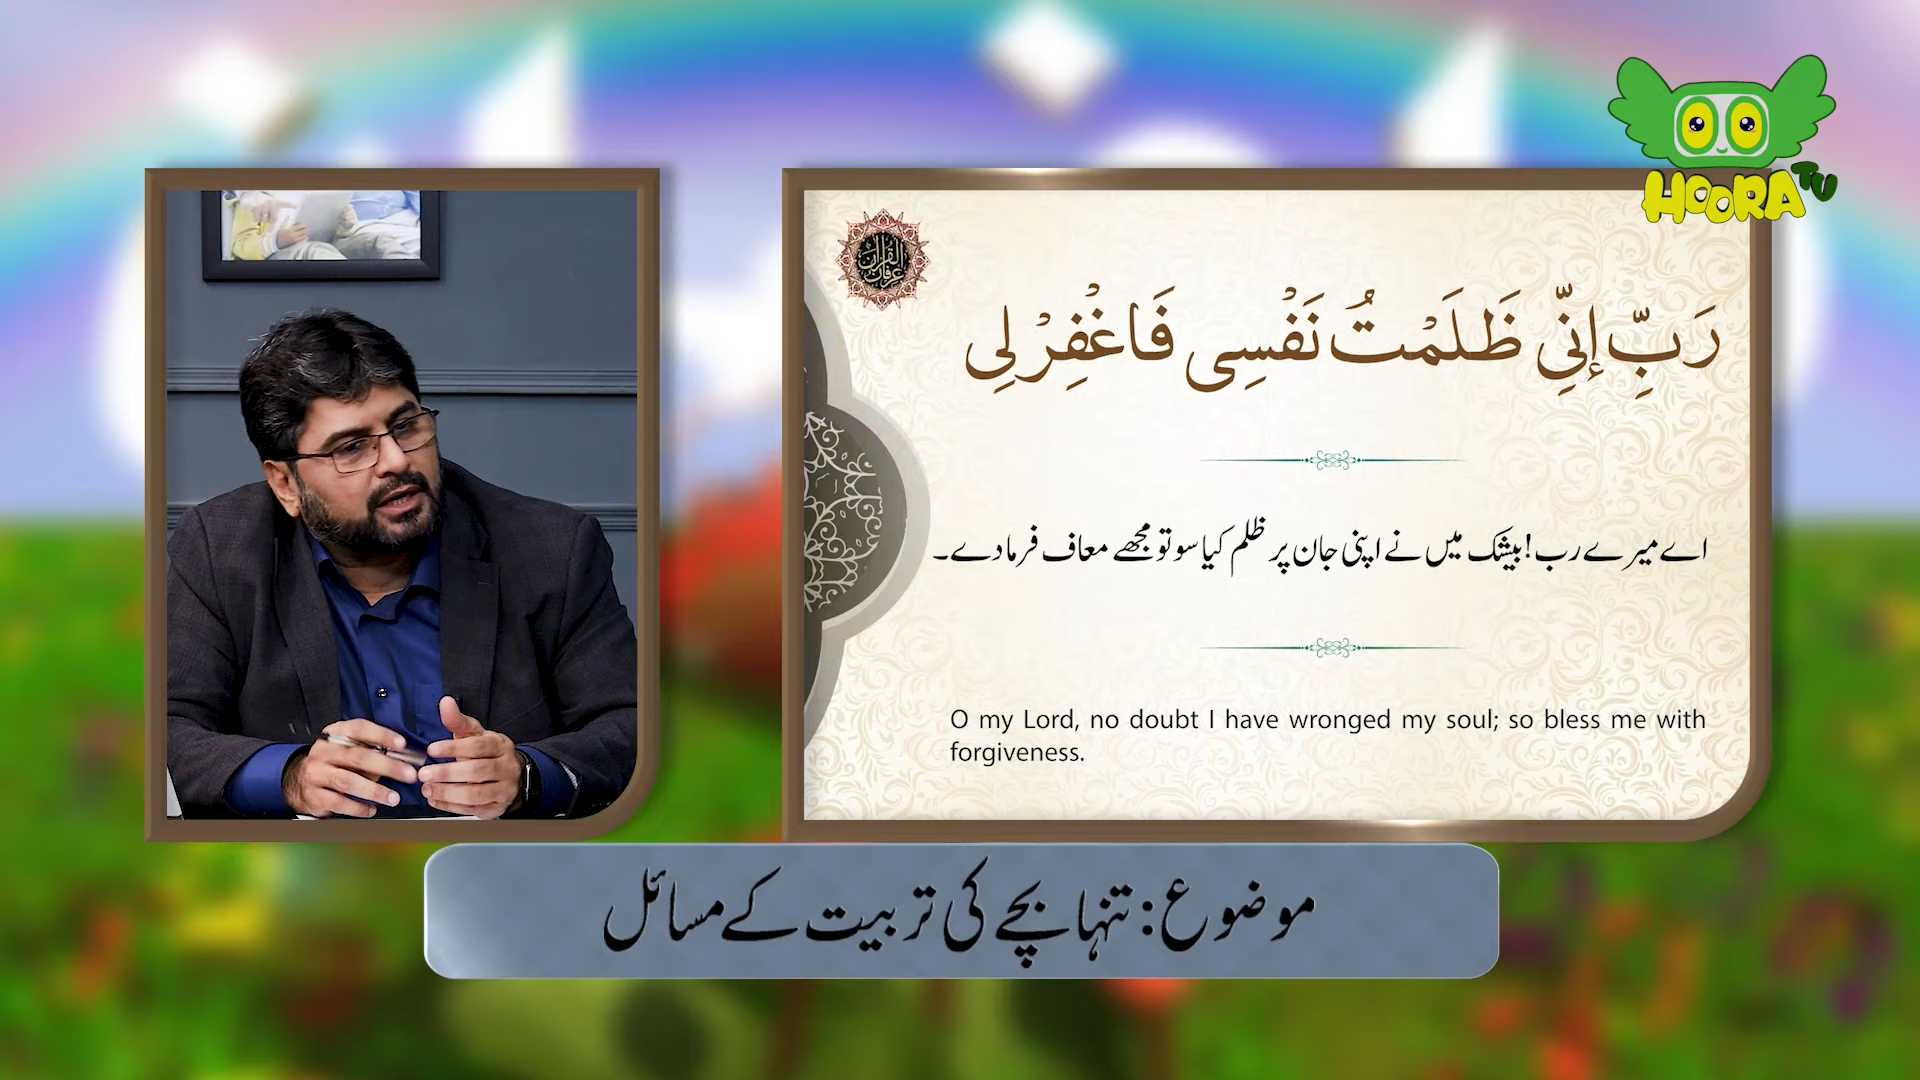 HOORA TV
رَبِّ إِنِّي ظَلَمْتُ نَفْسِی فَاغْفِرْ لِی
اے میرے رب! بیشک میں نے اپنی جان پر ظلم کیا سو تو مجھے معاف فرما دے۔
O my Lord, no doubt I have wronged my soul; so bless me with
forgiveness.
موضوع: تنہا بچے کی تربیت کے مسائل